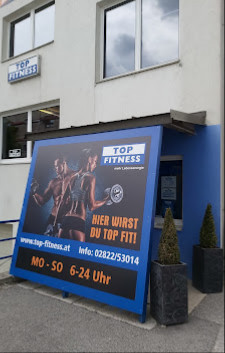 TOP
FITNESS
TOP
FITNESS
HIER WIRST
DU TOP FIT!
www.top-fitness.at Info: 02822/53014
MO - SO 6-24 Uhr